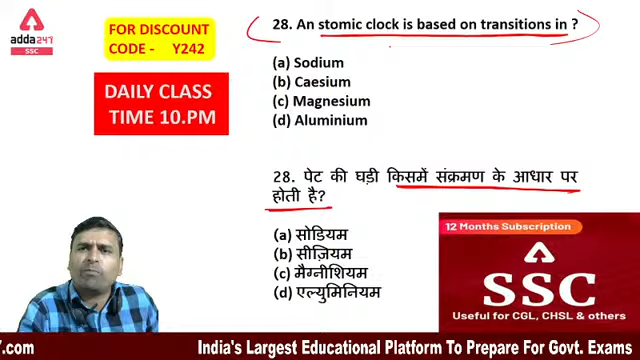 adda247
SSC
FOR DISCOUNT
CODE - Y242
DAILY CLASS
TIME 10.PM
28. An stomic clock is based on transitions in ?
(a) Sodium
(b) Caesium
(c) Magnesium
(d) Aluminium
28. पेट की घड़ी किसमें संक्रमण के आधार पर
होती है?
(a) सोडियम
(b) सीज़ियम
(c) मैग्नीशियम
(d) एल्युमिनियम
12 Months Subscription
SSC
Useful for CGL, CHSL & others
7.com
India's Largest Educational Platform To Prepare For Govt. Exams